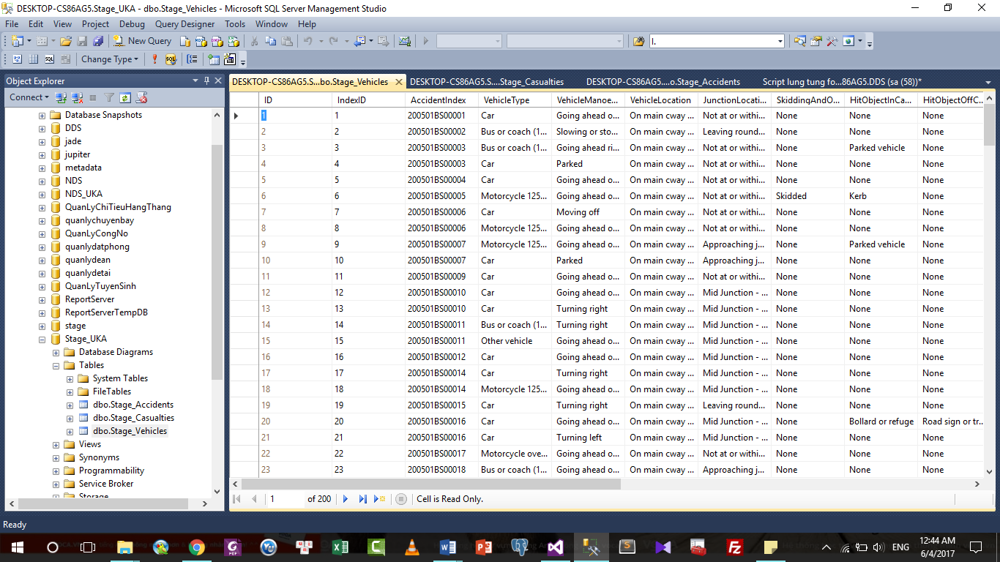 DESKTOP-CS86AG5.Stage_UKA - dbo.Stage_Vehicles - Microsoft SQL Server Management Studio
File Edit View Project Debug Query Designer Tools Window Help
New Query
I.
Change Type
Object Explorer
Connect
Database Snapshots
DDS
jade
jupiter
metadata
NDS
NDS_UKA
QuanLyChiTieuHangThang
quanlychuyenbay
QuanLyCongNo
quanlydatphong
quanlydean
quanlydetai
QuanLyTuyenSinh
ReportServer
ReportServerTempDB
stage
Stage_UKA
Database Diagrams
Tables
System Tables
FileTables
dbo.Stage_Accidents
dbo.Stage_Casualties
dbo.Stage_Vehicles
Views
Synonyms
Programmability
Service Broker
Storage
DESKTOP-CS86AG5.S...bo.Stage_Vehicles DESKTOP-CS86AG5.S....Stage_Casualties DESKTOP-CS86AG5....o.Stage_Accidents Script lung tung fo...86AG5.DDS (sa (58))*
ID IndexID AccidentIndex VehicleType VehicleManoe... VehicleLocation JunctionLocati... SkiddingAndO... HitObjectInCa... HitObjectOffC...
1 1 200501BS00001 Car Going ahead o... On main cway ... Not at or withi... None None None
2 2 200501BS00002 Bus or coach (1... Slowing or sto... On main cway ... Leaving round... None None None
3 3 200501BS00003 Bus or coach (1... Going ahead ri... On main cway ... Not at or withi... None Parked vehicle None
4 4 200501BS00003 Car Parked On main cway ... Not at or withi... None None None
5 5 200501BS00004 Car Going ahead o... On main cway ... Not at or withi... None None None
6 6 200501BS00005 Motorcycle 125... Going ahead o... On main cway ... Not at or withi... Skidded Kerb None
7 7 200501BS00006 Car Moving off On main cway ... Not at or withi... None None None
8 8 200501BS00006 Motorcycle 125... Going ahead o... On main cway ... Not at or withi... None None None
9 9 200501BS00007 Motorcycle 125... Going ahead o... On main cway ... Approaching j... None Parked vehicle None
10 10 200501BS00007 Car Parked On main cway ... Approaching j... None None None
11 11 200501BS00009 Car Going ahead o... On main cway ... Not at or withi... None None None
12 12 200501BS00010 Car Going ahead o... On main cway ... Mid Junction - ... None None None
13 13 200501BS00010 Car Turning right On main cway ... Mid Junction - ... None None None
14 14 200501BS00011 Bus or coach (1... Turning right On main cway ... Mid Junction - ... None None None
15 15 200501BS00011 Other vehicle Going ahead o... On main cway ... Mid Junction - ... None None None
16 16 200501BS00012 Car Going ahead o... On main cway ... Mid Junction - ... None None None
17 17 200501BS00014 Car Turning right On main cway ... Mid Junction - ... None None None
18 18 200501BS00014 Motorcycle 125... Going ahead o... On main cway ... Mid Junction - ... None None None
19 19 200501BS00015 Car Turning right On main cway ... Leaving round... None None None
20 20 200501BS00016 Car Going ahead o... On main cway ... Mid Junction - ... None Bollard or refuge Road sign or tr...
21 21 200501BS00016 Car Turning left On main cway ... Mid Junction - ... None None None
22 22 200501BS00017 Motorcycle ove... Going ahead o... On main cway ... Not at or withi... None None None
23 23 200501BS00018 Bus or coach (1... Going ahead o... On main cway ... Approaching j... None None None
1 of 200 Cell is Read Only.
Ready
ENG 12:44 AM
6/4/2017